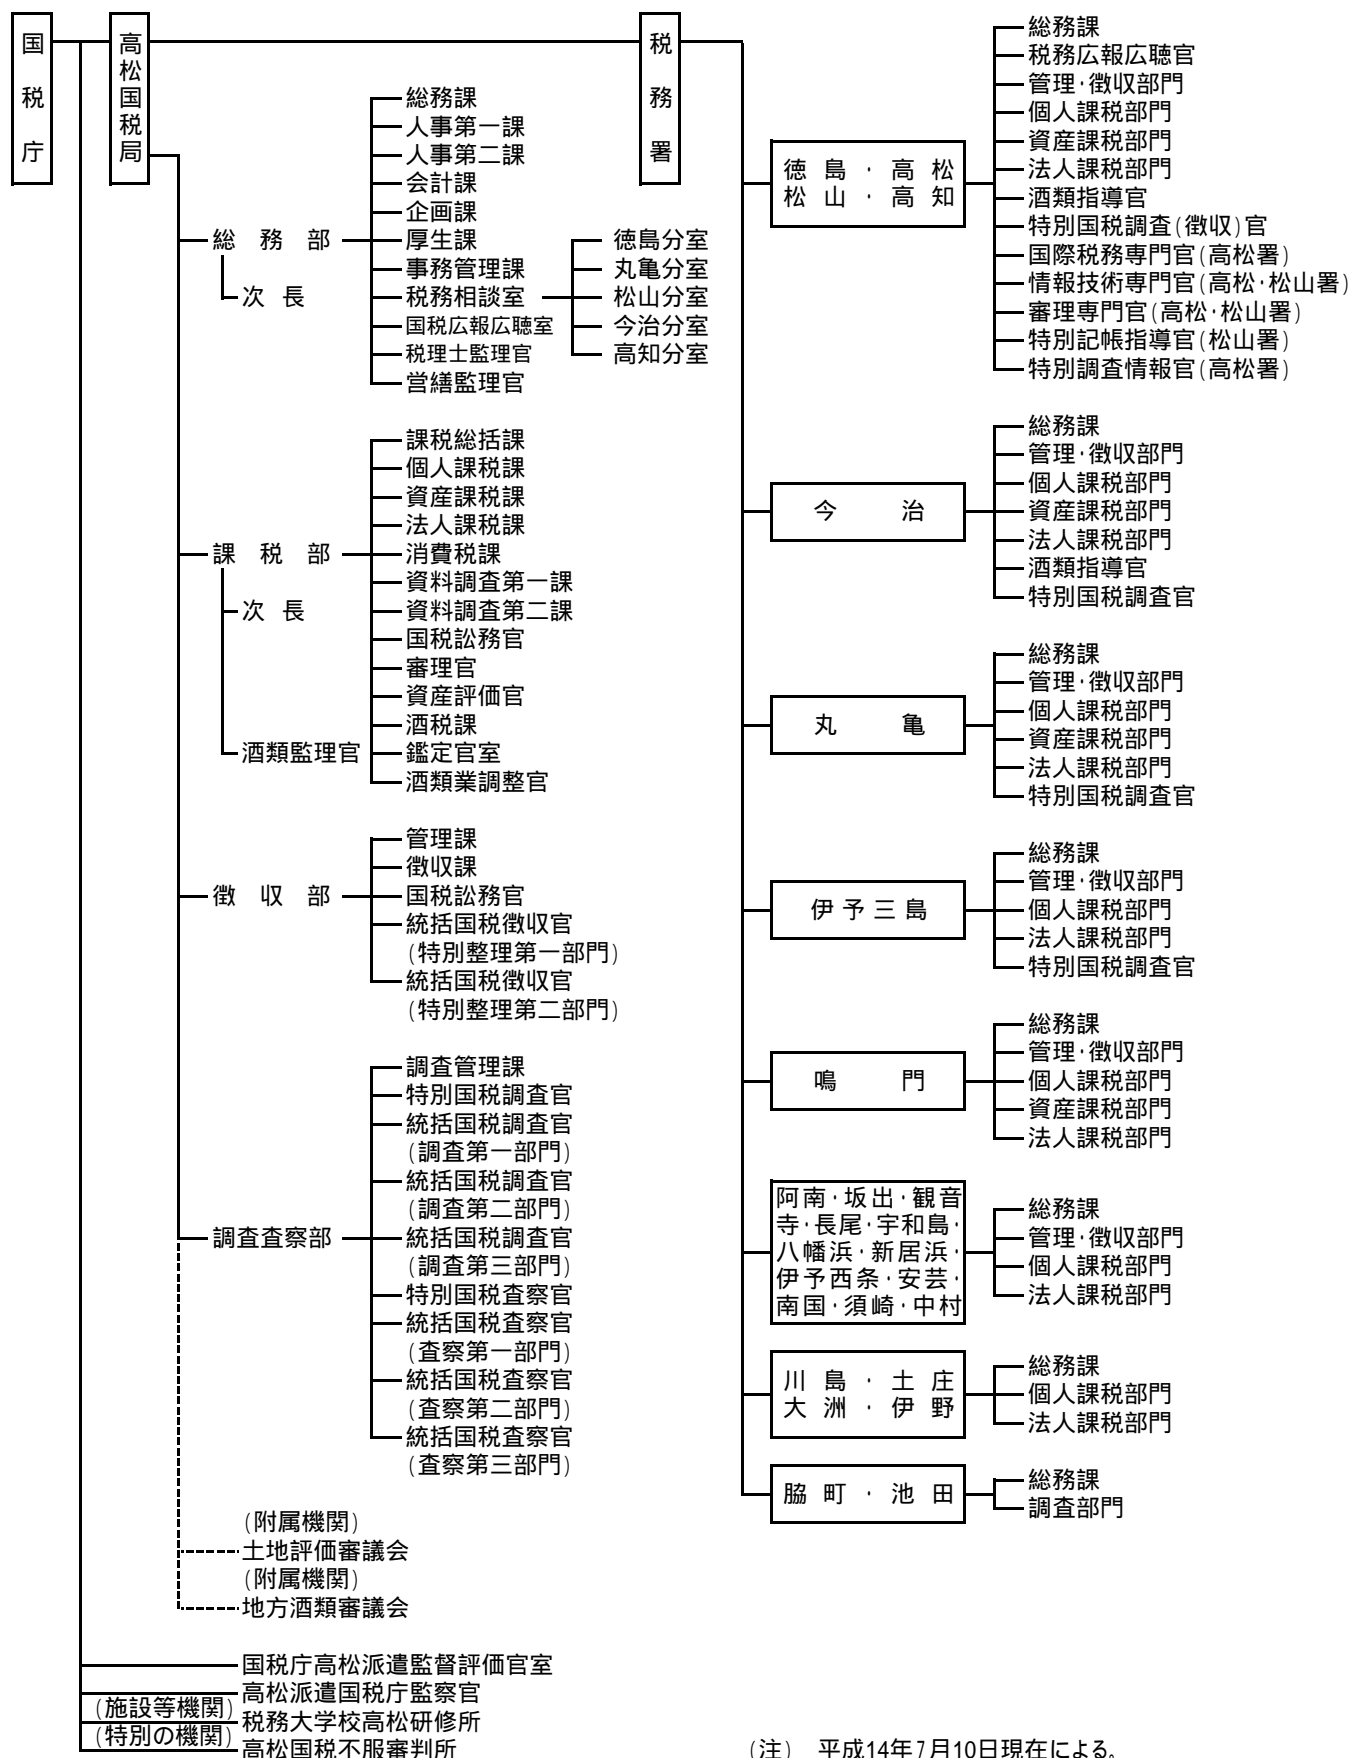 国税庁
高松国税局
総務部
次長
総務課
人事第一課
人事第二課
会計課
企画課
厚生課
事務管理課
税務相談室
国税広報広聴室
税理士監理官
営繕監理官
徳島分室
丸亀分室
松山分室
今治分室
高知分室
課税部
次長
酒類監理官
課税総括課
個人課税課
資産課税課
法人課税課
消費税課
資料調査第一課
資料調査第二課
国税訟務官
審理官
資産評価官
酒税課
鑑定官室
酒類業調整官
徴収部
管理課
徴収課
国税訟務官
統括国税徴収官
(特別整理第一部門)
統括国税徴収官
(特別整理第二部門)
調査査察部
調査管理課
特別国税調査官
統括国税調査官
(調査第一部門)
統括国税調査官
(調査第二部門)
統括国税調査官
(調査第三部門)
特別国税査察官
統括国税査察官
(査察第一部門)
統括国税査察官
(査察第二部門)
統括国税査察官
(査察第三部門)
(附属機関)
土地評価審議会
(附属機関)
地方酒類審議会
国税庁高松派遣監督評価官室
高松派遣国税庁監察官
(施設等機関)
税務大学校高松研修所
(特別の機関)
高松国税不服審判所
税務署
徳島・高松
松山・高知
総務課
税務広報広聴官
管理・徴収部門
個人課税部門
資産課税部門
法人課税部門
酒類指導官
特別国税調査(徴収)官
国際税務専門官(高松署)
情報技術専門官(高松・松山署)
審理専門官(高松・松山署)
特別記帳指導官(松山署)
特別調査情報官(高松署)
今治
総務課
管理・徴収部門
個人課税部門
資産課税部門
法人課税部門
酒類指導官
特別国税調査官
丸亀
総務課
管理・徴収部門
個人課税部門
資産課税部門
法人課税部門
特別国税調査官
伊予三島
総務課
管理・徴収部門
個人課税部門
法人課税部門
特別国税調査官
鳴門
総務課
管理・徴収部門
個人課税部門
資産課税部門
法人課税部門
阿南・坂出・観音
寺・長尾・宇和島・
八幡浜・新居浜・
伊予西条・安芸・
南国・須崎・中村
総務課
管理・徴収部門
個人課税部門
法人課税部門
川島・土庄
大洲・伊野
総務課
個人課税部門
法人課税部門
脇町・池田
総務課
調査部門
(注) 平成14年7月10日現在による。